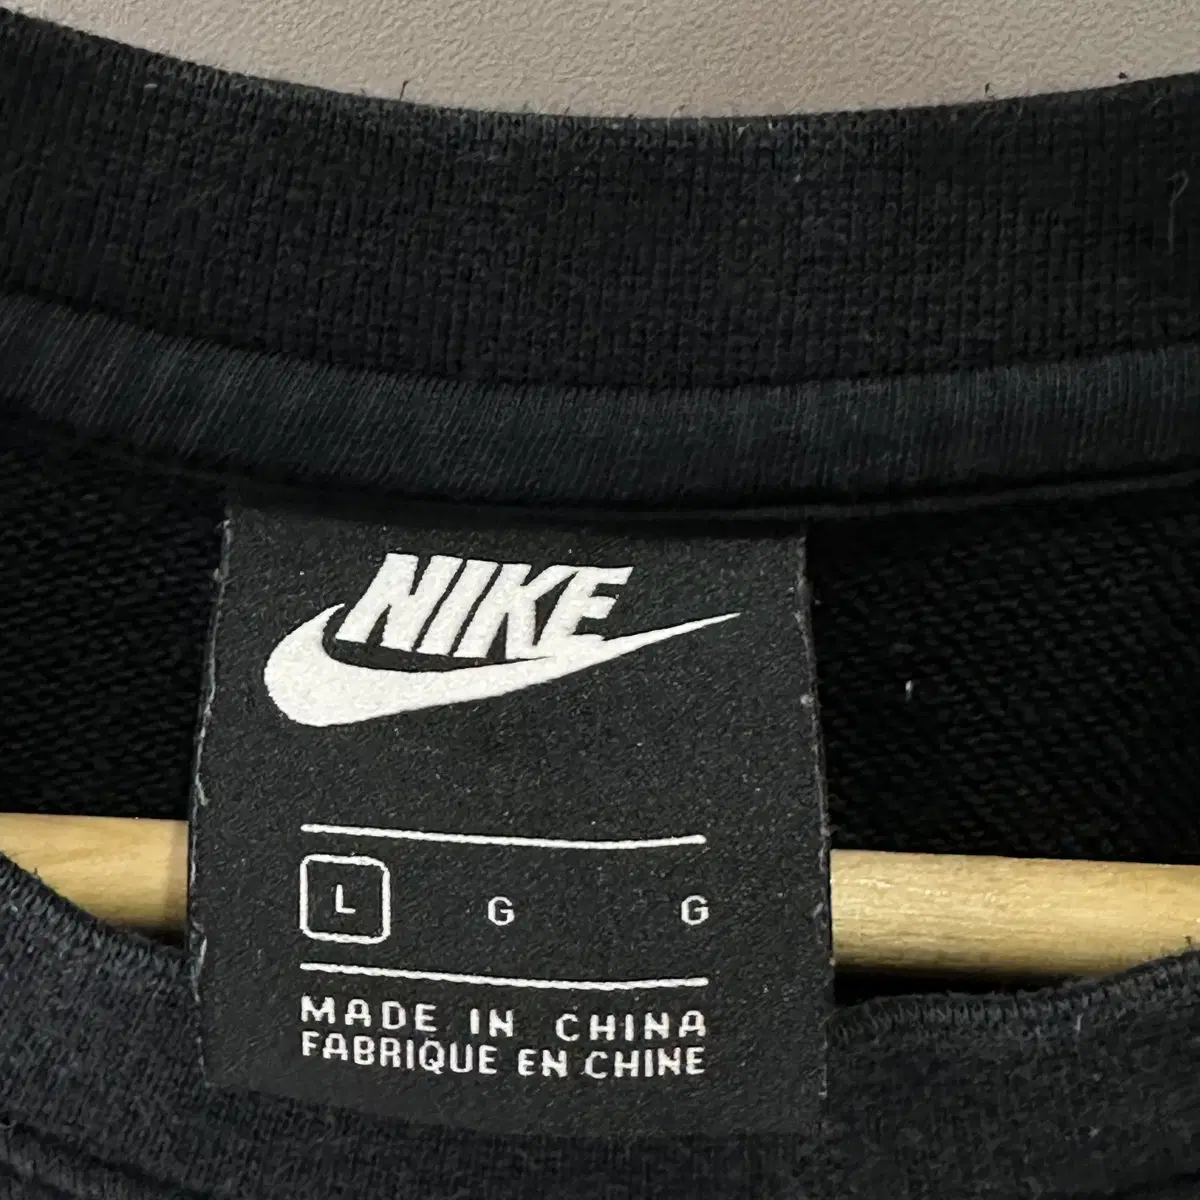 NIKE
L G G
MADE IN CHINA
FABRIQUE EN CHINE